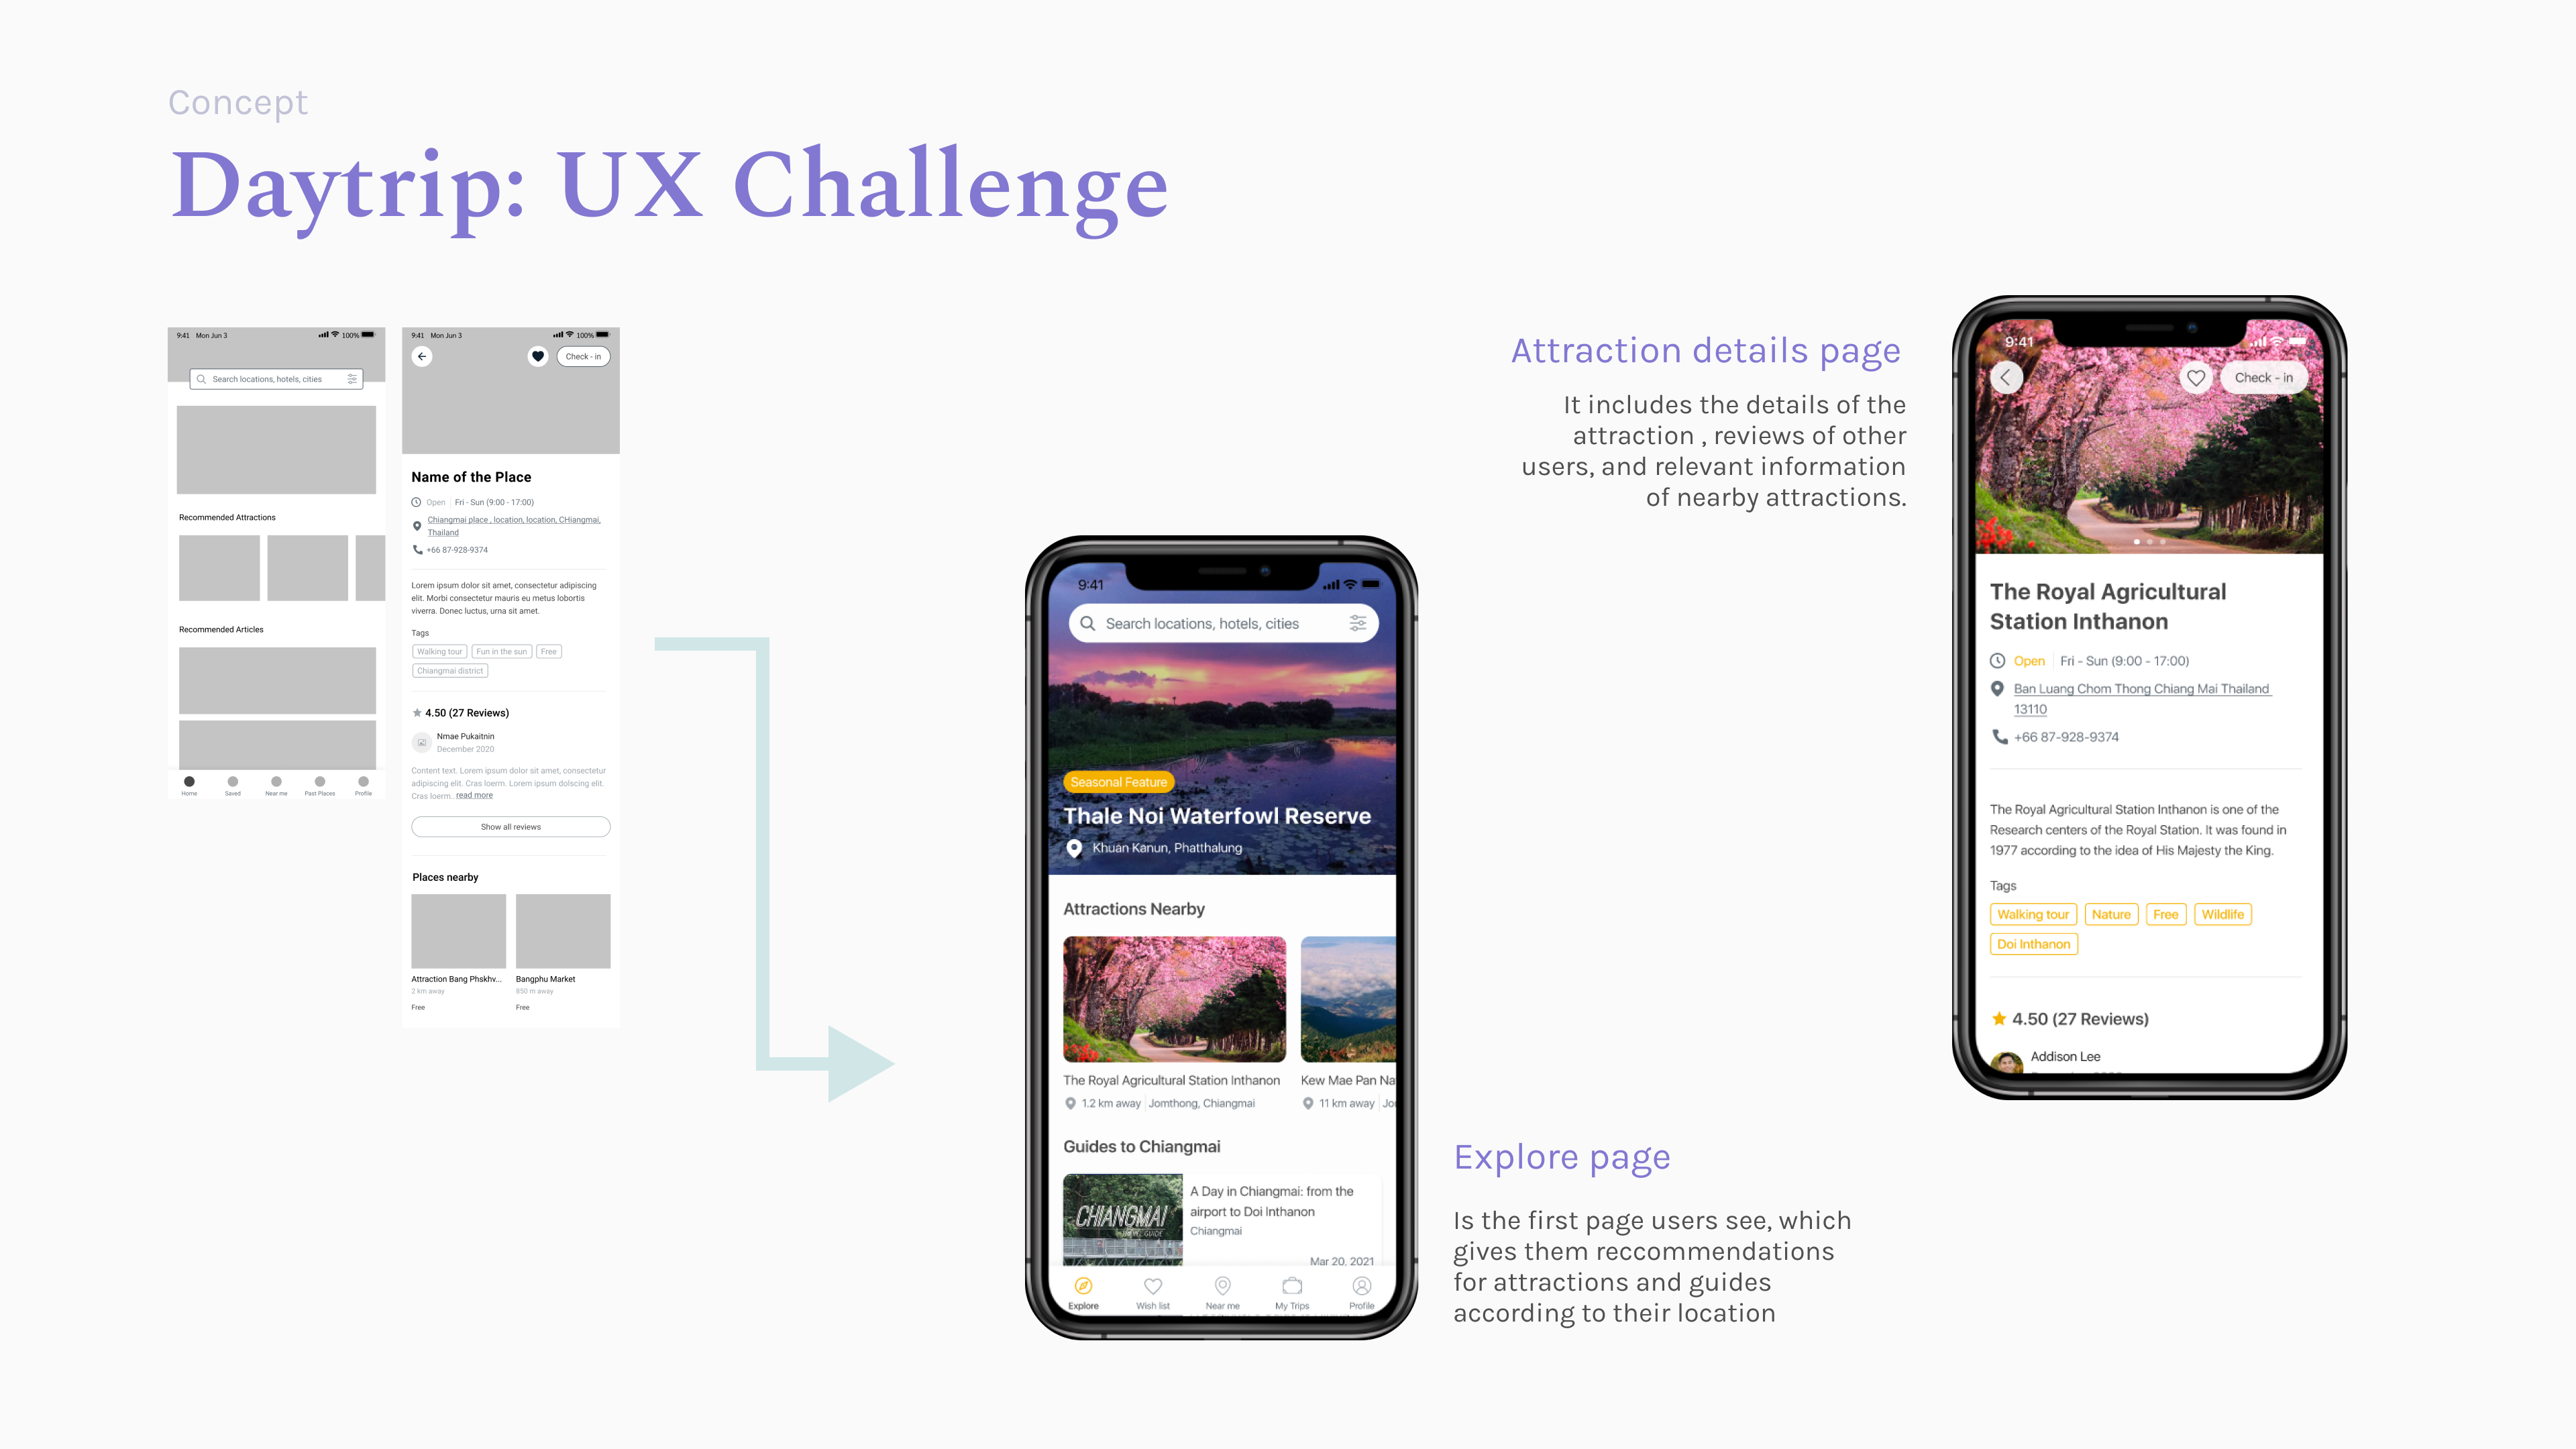 Concept
Daytrip: UX Challenge
9:41 Mon Jun 3 100%
Search locations, hotels, cities
Recommended Attractions
Recommended Articles
Home Saved Near me Past Places Profile
9:41 Mon Jun 3 100%
Check - in
Name of the Place
Open Fri - Sun (9:00 - 17:00)
Chiangmai place , location, location, CHiangmai,
Thailand
+66 87-928-9374
Lorem ipsum dolor sit amet, consectetur adipiscing
elit. Morbi consectetur mauris eu metus lobortis
viverra. Donec luctus, urna sit amet.
Tags
Walking tour Fun in the sun Free
Chiangmai district
4.50 (27 Reviews)
Nmae Pukaitnin
December 2020
Content text. Lorem ipsum dolor sit amet, consectetur
adipiscing elit. Cras loerm. Lorem ipsum dolscing elit.
Cras loerm.. read more
Show all reviews
Places nearby
Attraction Bang Phskhv... Bangphu Market
2 km away 850 m away
Free Free
9:41
Search locations, hotels, cities
Seasonal Feature
Thale Noi Waterfowl Reserve
Khuan Kanun, Phatthalung
Attractions Nearby
The Royal Agricultural Station Inthanon Kew Mae Pan Na
1.2 km away Jomthong, Chiangmai 11 km away Jo
Guides to Chiangmai
CHIANGMAI
A Day in Chiangmai: from the
airport to Doi Inthanon
Chiangmai
Mar 20, 2021
Explore Wish list Near me My Trips Profile
Explore page
Is the first page users see, which
gives them reccommendations
for attractions and guides
according to their location
Attraction details page
It includes the details of the
attraction , reviews of other
users, and relevant information
of nearby attractions.
9:41
Check - in
The Royal Agricultural
Station Inthanon
Open Fri - Sun (9:00 - 17:00)
Ban Luang Chom Thong Chiang Mai Thailand
13110
+66 87-928-9374
The Royal Agricultural Station Inthanon is one of the
Research centers of the Royal Station. It was found in
1977 according to the idea of His Majesty the King.
Tags
Walking tour Nature Free Wildlife
Doi Inthanon
4.50 (27 Reviews)
Addison Lee